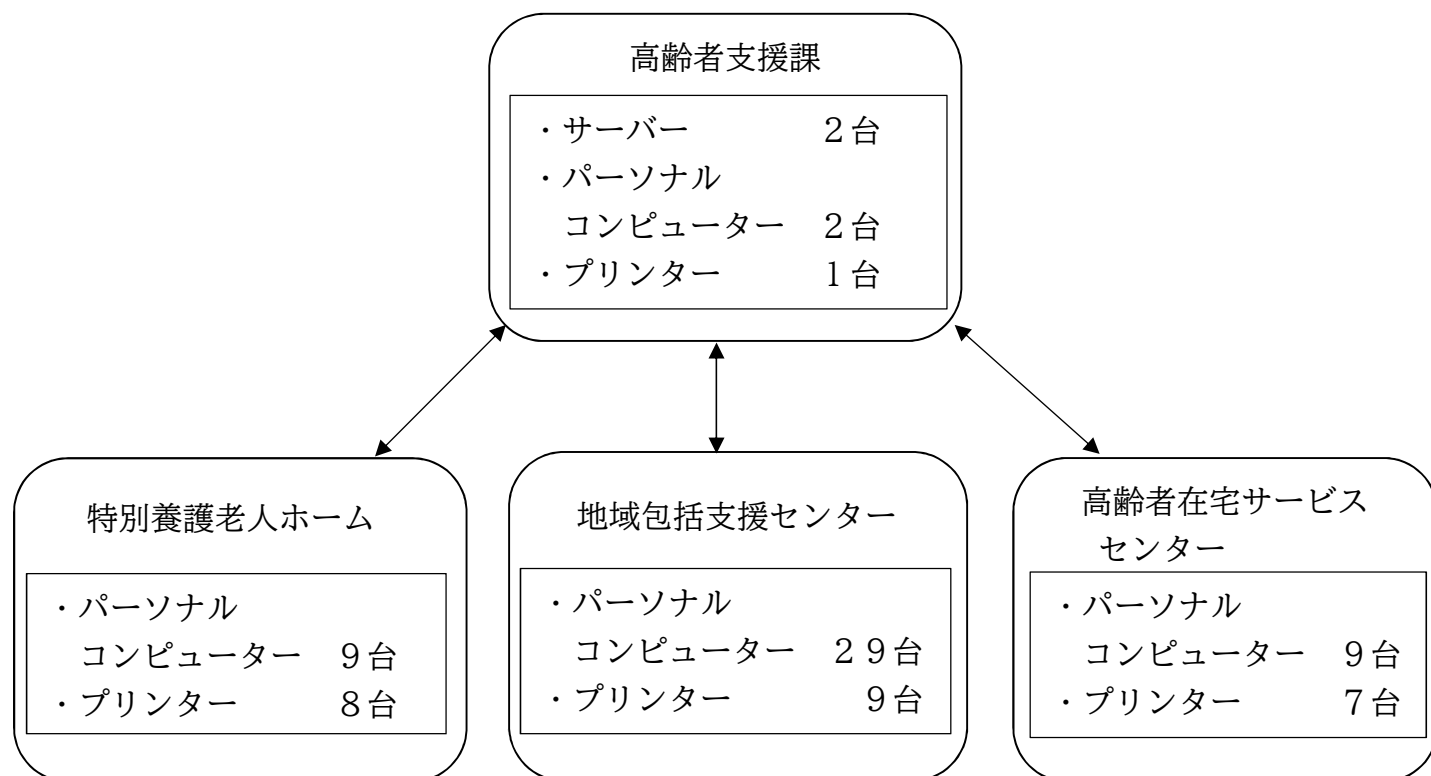 高齢者支援課
・サーバー　２台
・パーソナル
コンピューター　２台
・プリンター　１台
特別養護老人ホーム
・パーソナル
コンピューター　９台
・プリンター　８台
地域包括支援センター
・パーソナル
コンピューター　２９台
・プリンター　９台
高齢者在宅サービス
センター
・パーソナル
コンピューター　９台
・プリンター　７台